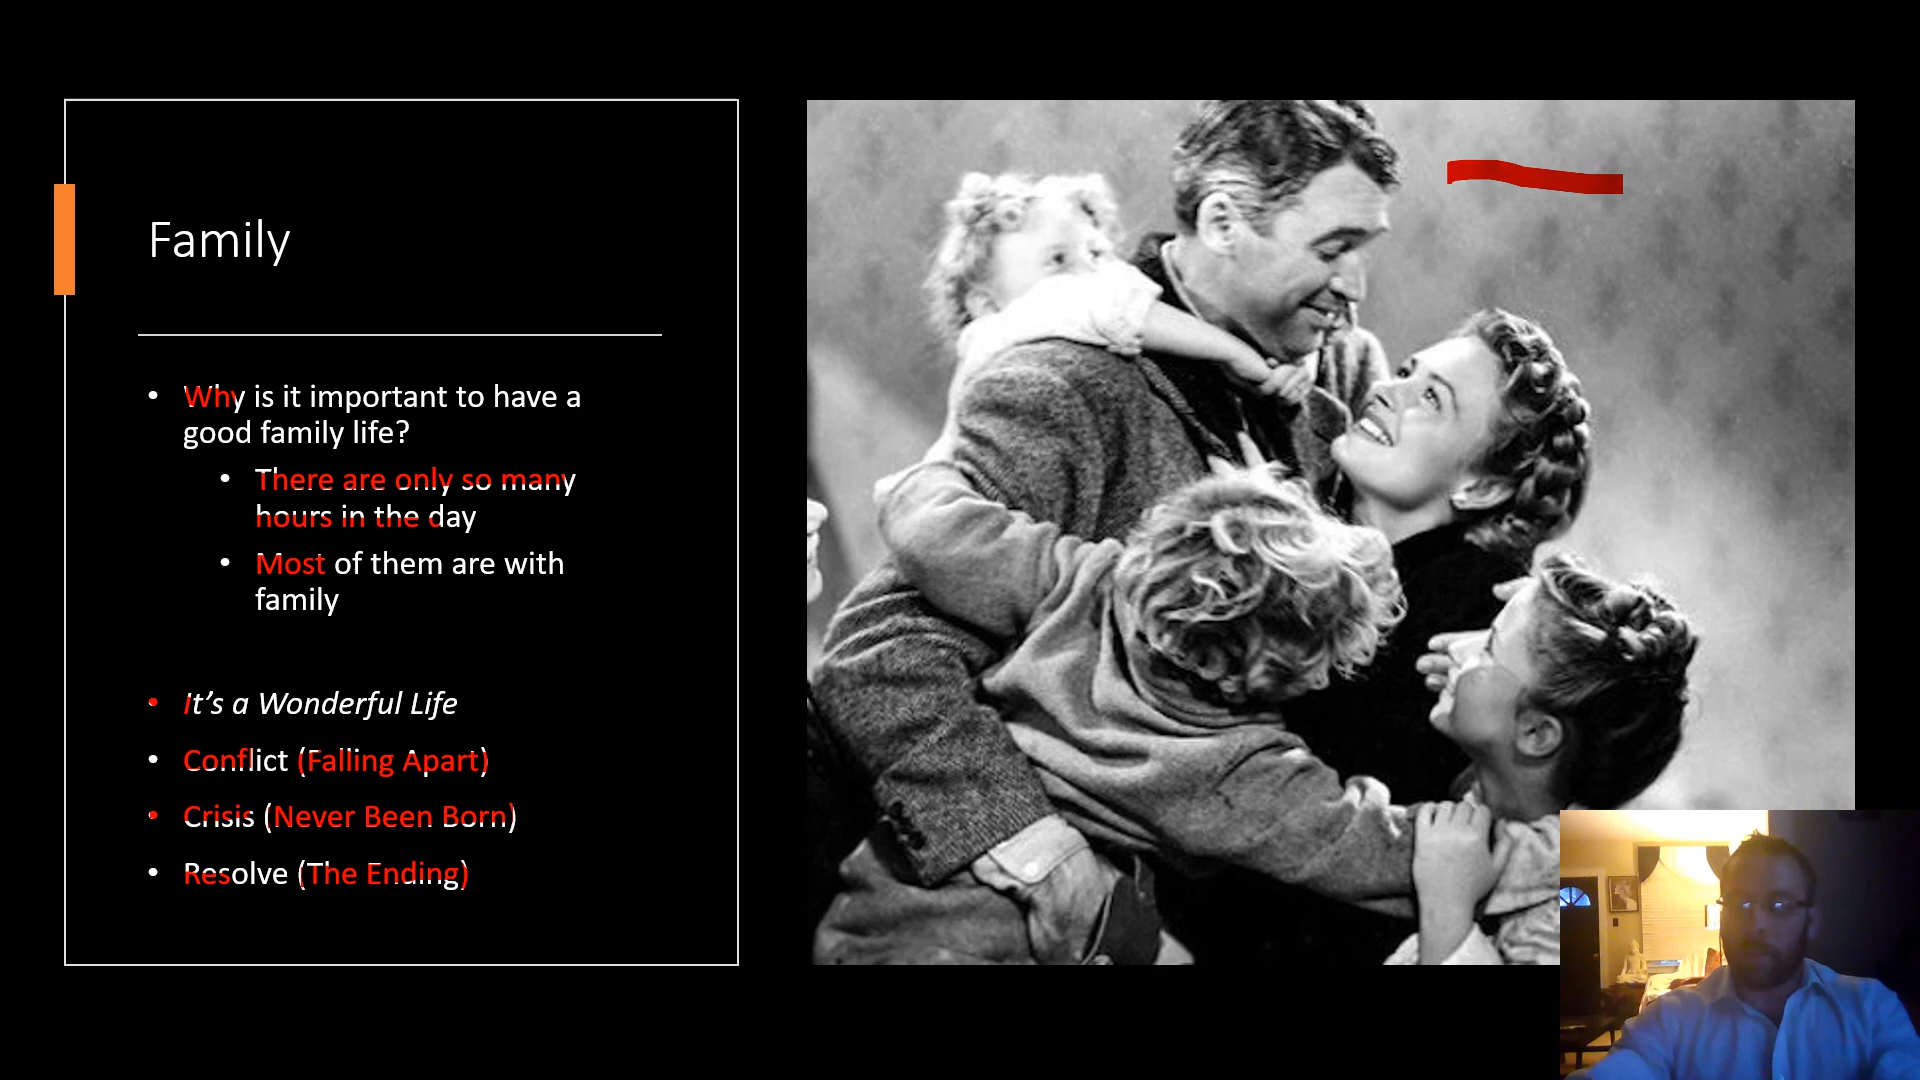 Family
• Why is it important to have a
good family life?
• There are only so many
hours in the day
• Most of them are with
family
• It’s a Wonderful Life
• Conflict (Falling Apart)
• Crisis (Never Been Born)
• Resolve (The Ending)